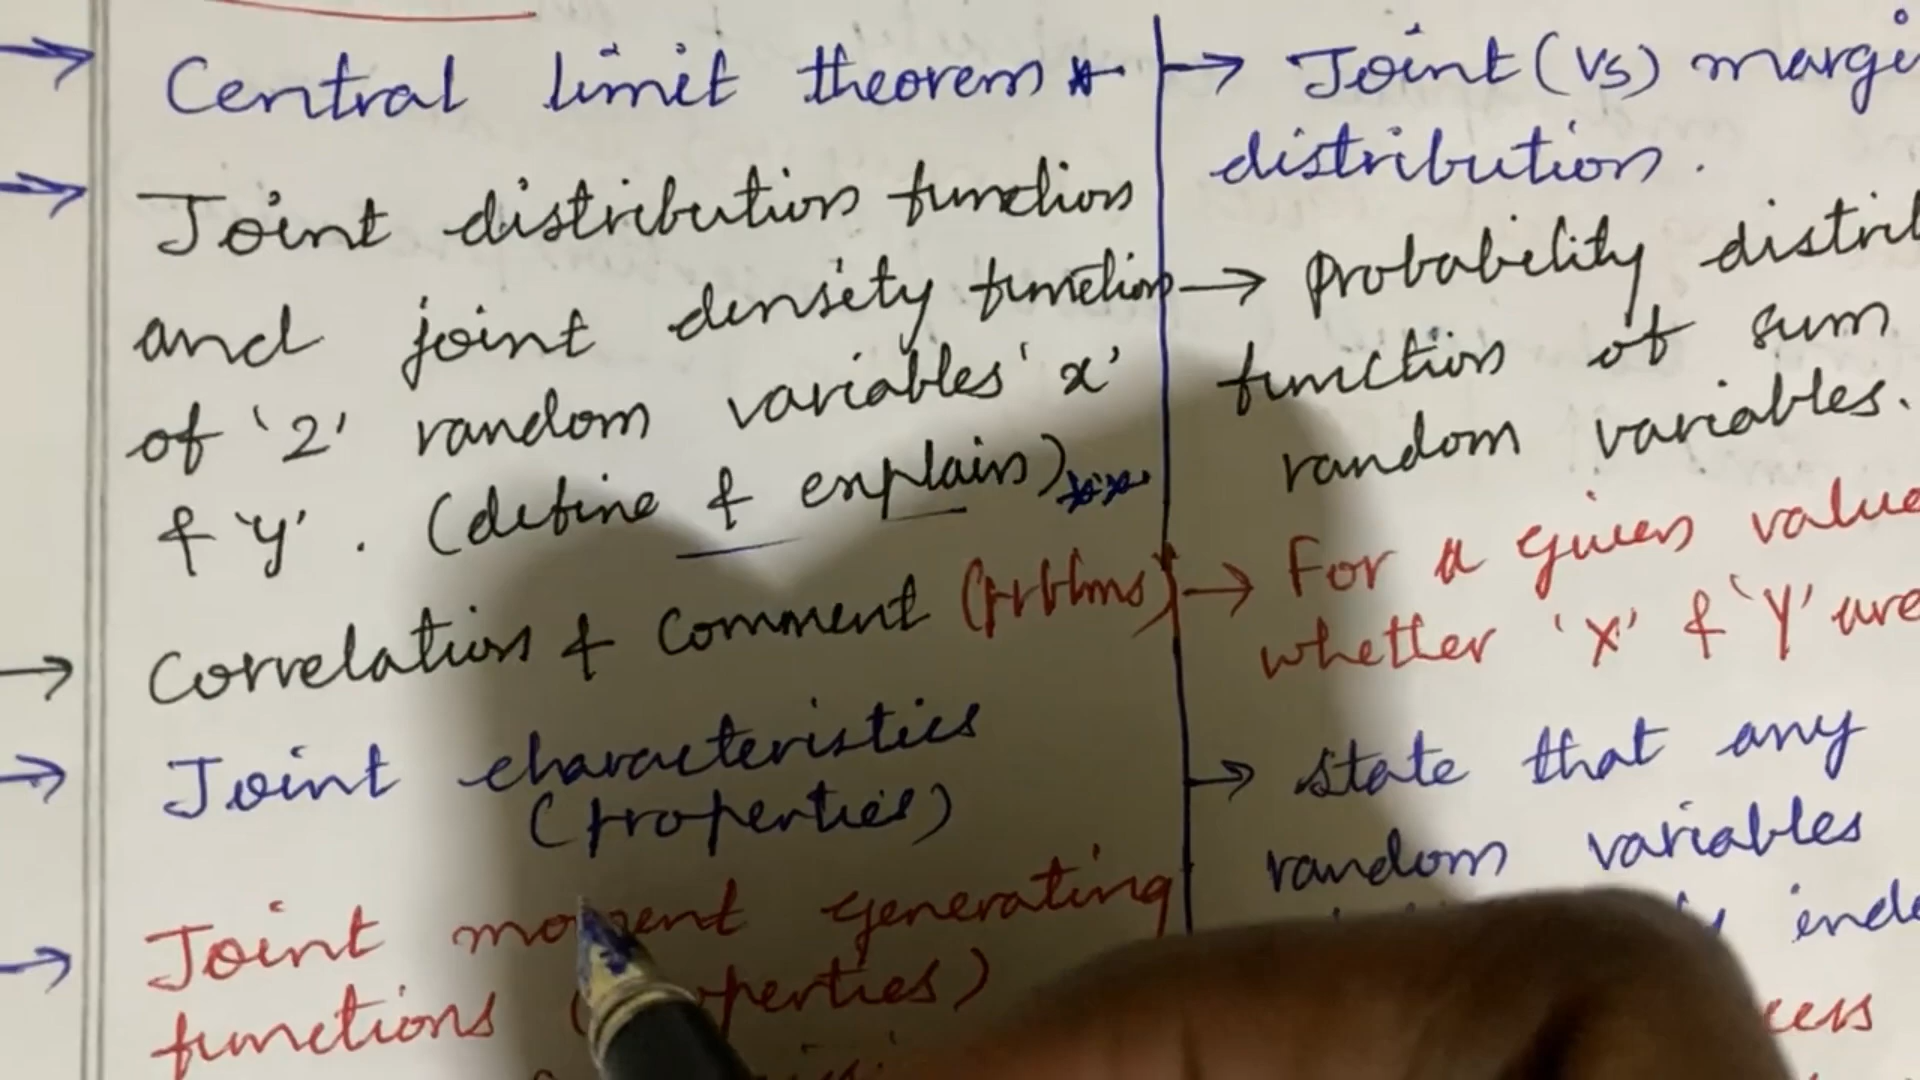 Central limit theorem *
Joint distribution function
and joint density function
of '2' random variables 'x'
& 'y'. (define & explain) ***
Correlation & Comment (prblms)
Joint characteristics
(properties)
Joint moment generating
functions
→ Joint (vs) margi
distribution.
→ Probability distrib
function of sum
random variables.
→ For a given value
whether 'X' & 'Y' are
→ state that any
random variables